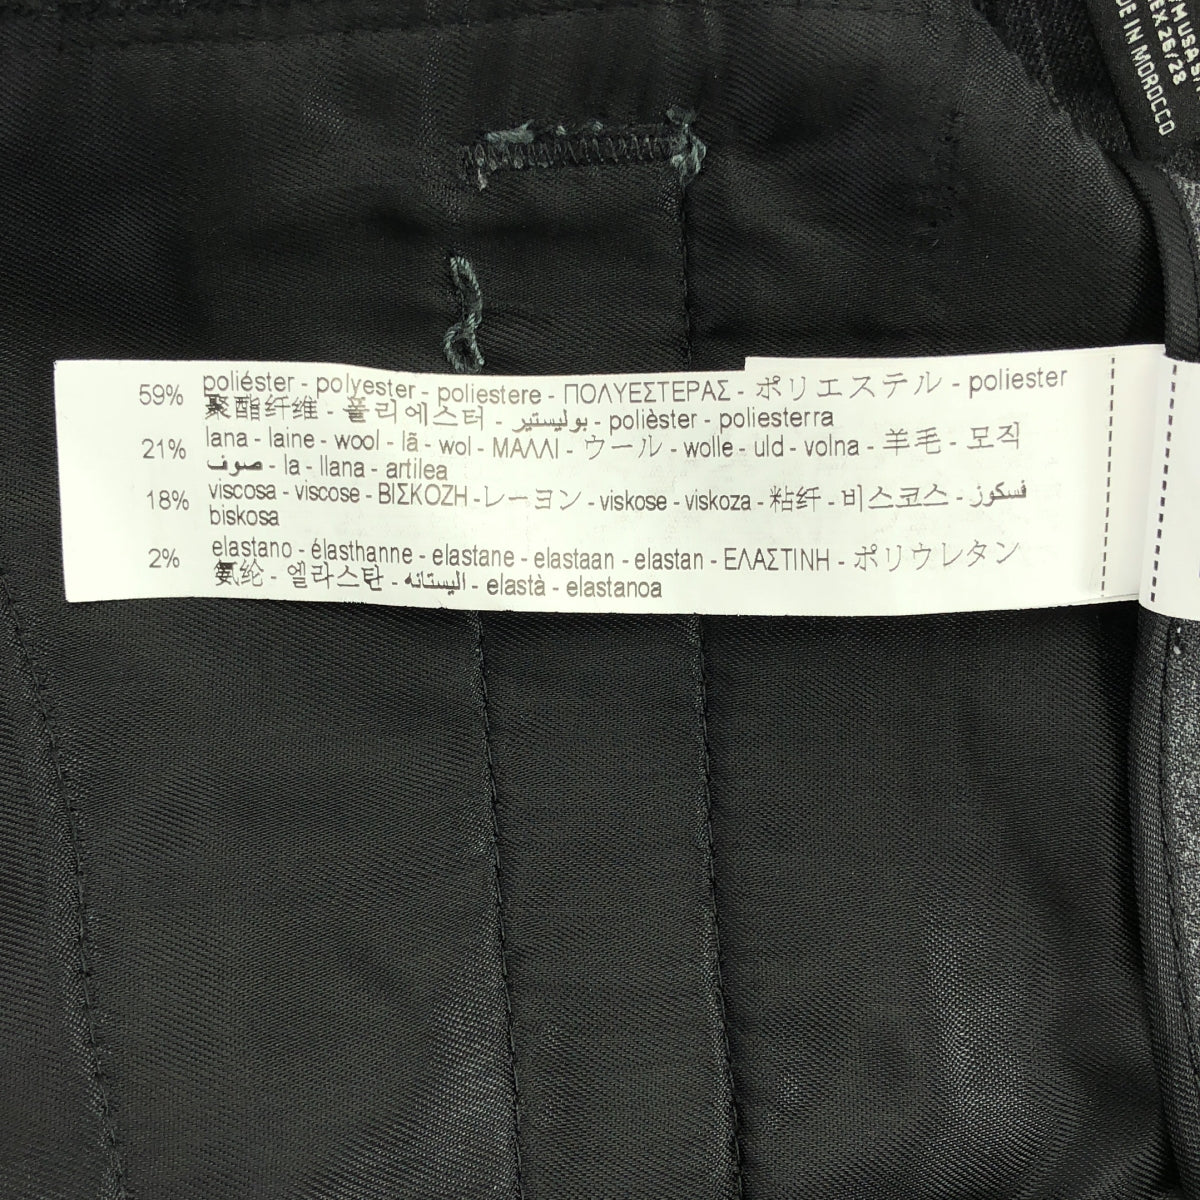 MADE IN MOROCCO
59% poliéster - polyester - poliestere - ΠΟΛΥΕΣΤΕΡΑΣ - ポリエステル - poliester
聚酯纤维 - 폴리에스터 - بوليستير - polièster - poliesterra
21% lana - laine - wool - lã - wol - ΜΑΛΛΙ - ウール - wolle - uld - volna - 羊毛 - 모직
صوف - la - llana - artilea
18% viscosa - viscose - ΒΙΣΚΟΖΗ - レーヨン - viskose - viskoza - 粘纤 - 비스코스 - فسكوز
biskosa
2% elastano - élasthanne - elastane - elastaan - elastan - ΕΛΑΣΤΙΝΗ - ポリウレタン
氨纶 - 엘라스탄 - اليستانه - elastà - elastanoa